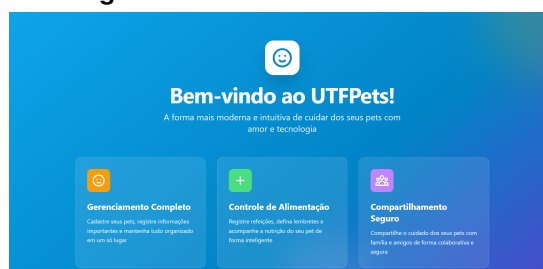 Bem-vindo ao UTFPets!
A forma mais moderna e intuitiva de cuidar dos seus pets com
amor e tecnologia
Gerenciamento Completo
Cadastre seus pets, registre informações
importantes e mantenha tudo organizado
em um só lugar
Controle de Alimentação
Registre refeições, defina lembretes e
acompanhe a nutrição do seu pet de
forma inteligente
Compartilhamento
Seguro
Compartilhe o cuidado dos seus pets com
família e amigos de forma colaborativa e
segura